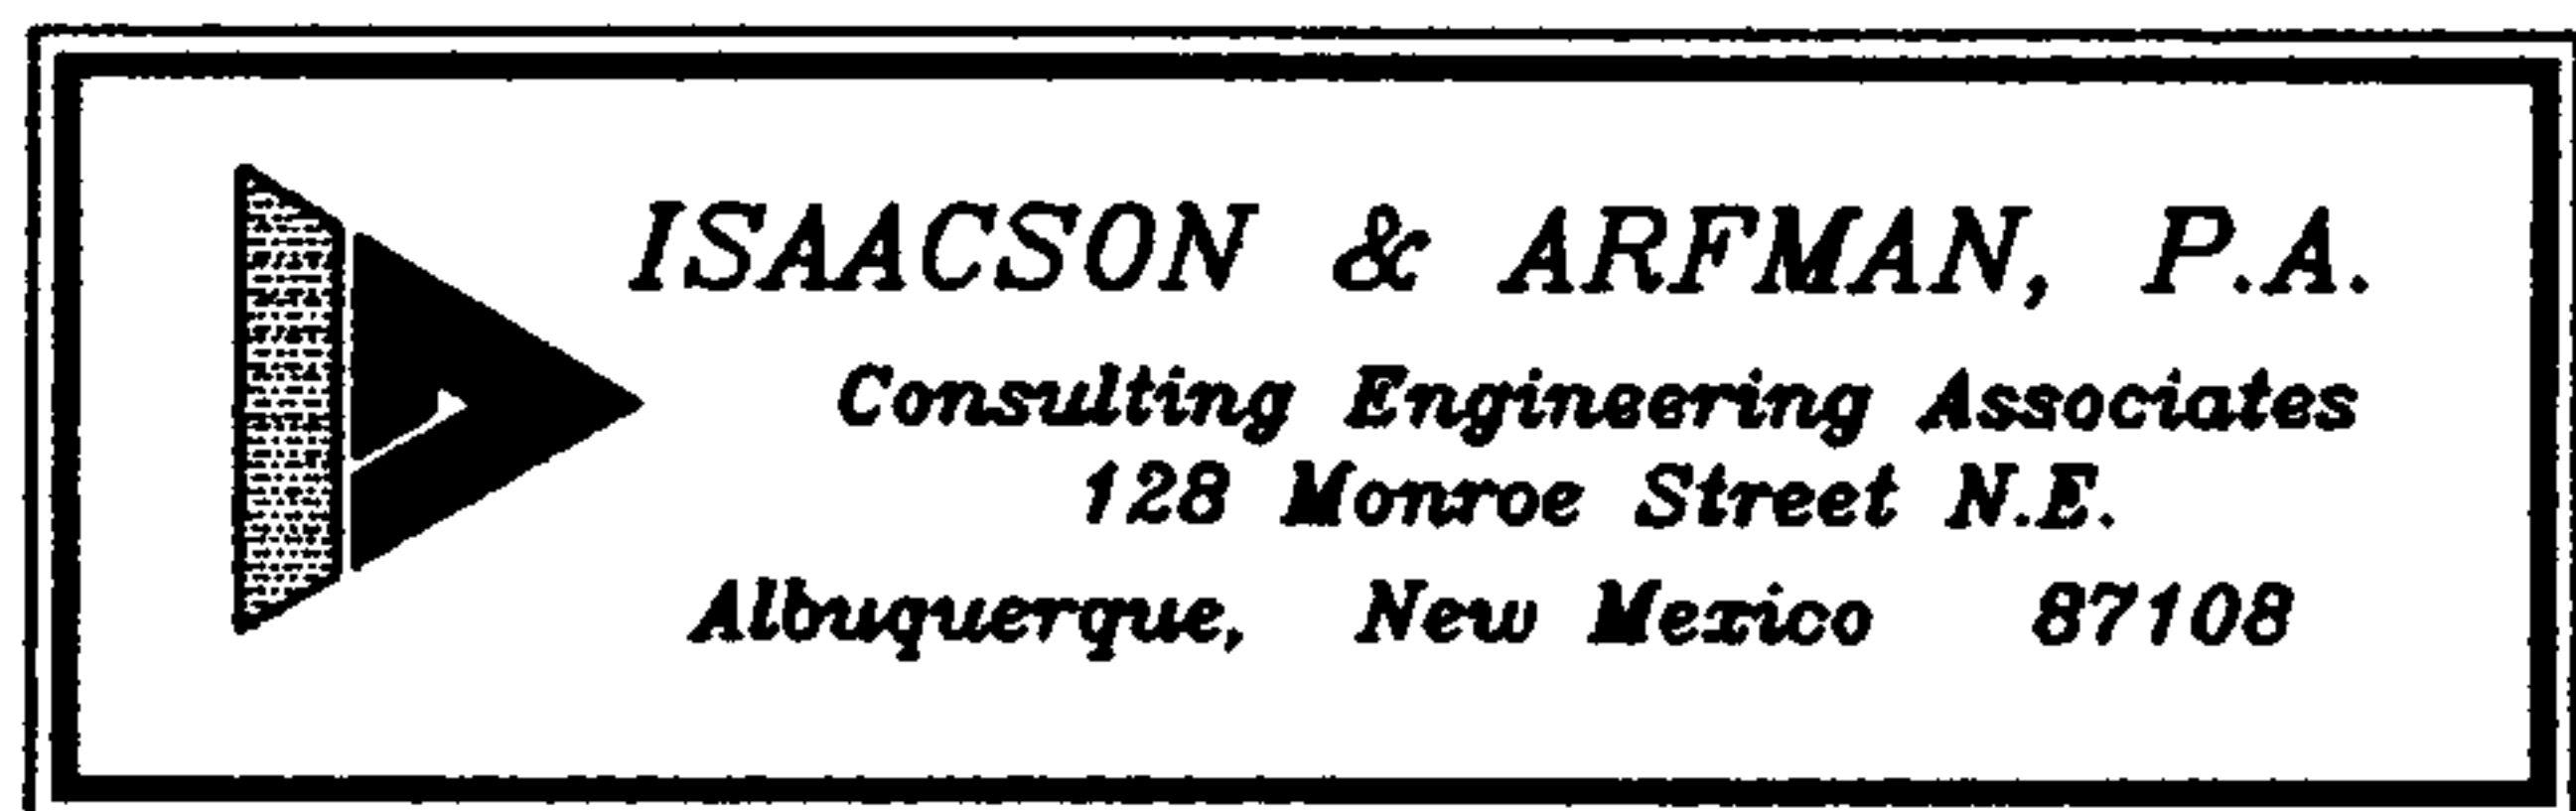 ISAACSON & ARFMAN, P.A.
Consulting Engineering Associates
128 Monroe Street N.E.
Albuquerque, New Mexico 87108